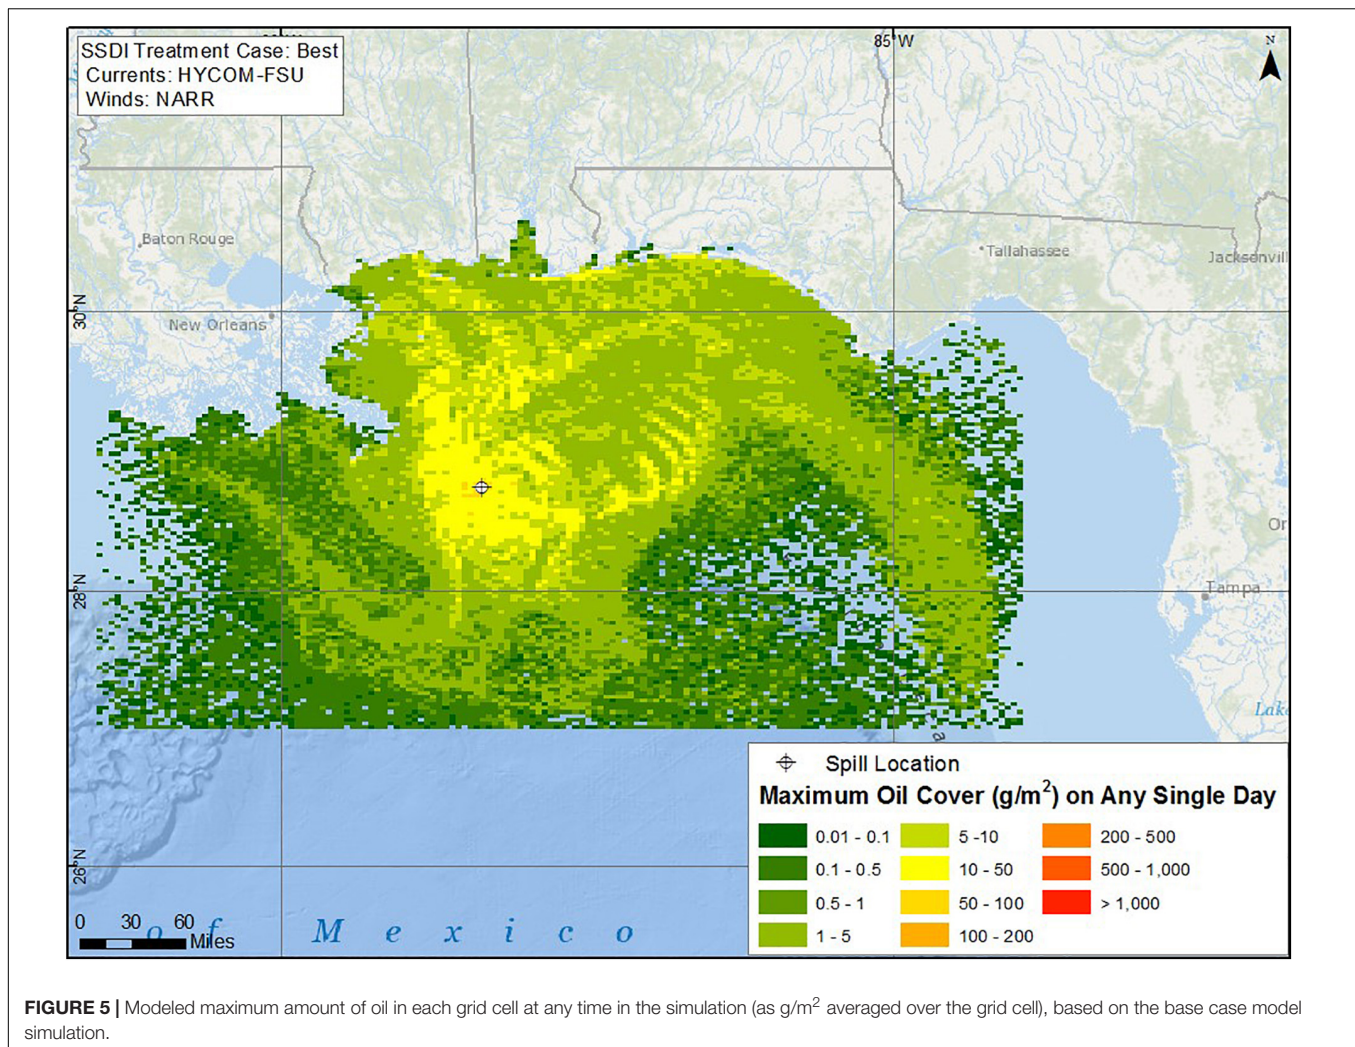 SSDI Treatment Case: Best
Currents: HYCOM-FSU
Winds: NARR
85°W
N
Baton Rouge
Tallahassee
Jacksonvill
30°N
New Orleans
Or
28°N
Tampa
Lake
a
26°N
0 30 60
Miles
o f M e x i c o
Spill Location
Maximum Oil Cover (g/m²) on Any Single Day
0.01 - 0.1 5 -10 200 - 500
0.1 - 0.5 10 - 50 500 - 1,000
0.5 - 1 50 - 100 > 1,000
1 - 5 100 - 200
FIGURE 5 | Modeled maximum amount of oil in each grid cell at any time in the simulation (as g/m² averaged over the grid cell), based on the base case model
simulation.